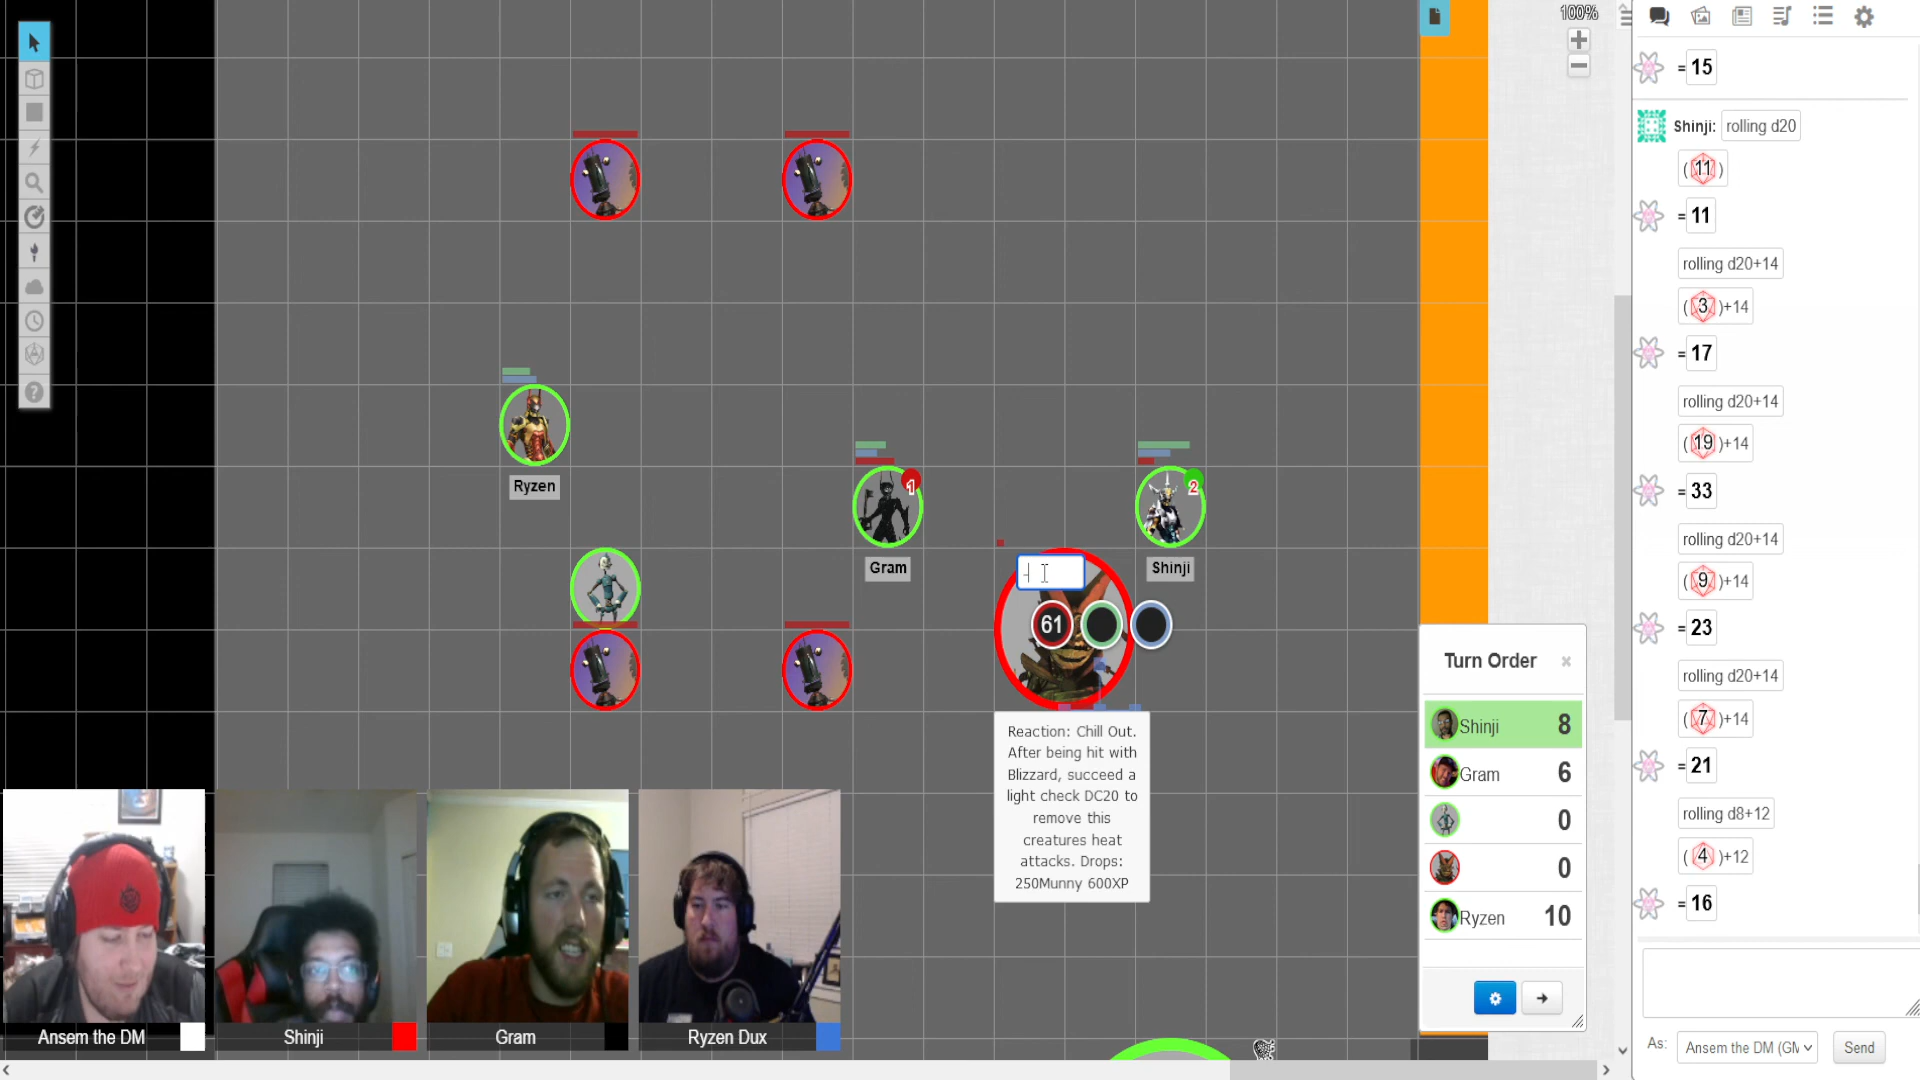 100%
= 15
Shinji: rolling d20
(11)
= 11
rolling d20+14
(3)+14
= 17
rolling d20+14
(19)+14
= 33
rolling d20+14
(9)+14
= 23
rolling d20+14
(7)+14
= 21
rolling d8+12
(4)+12
= 16
Ryzen
1
Gram
2
Shinji
-
61
Reaction: Chill Out.
After being hit with
Blizzard, succeed a
light check DC20 to
remove this
creatures heat
attacks. Drops:
250Munny 600XP
Turn Order ×
Shinji 8
Gram 6
0
0
Ryzen 10
Ansem the DM
Shinji
Gram
Ryzen Dux
As: Ansem the DM (GM
Send